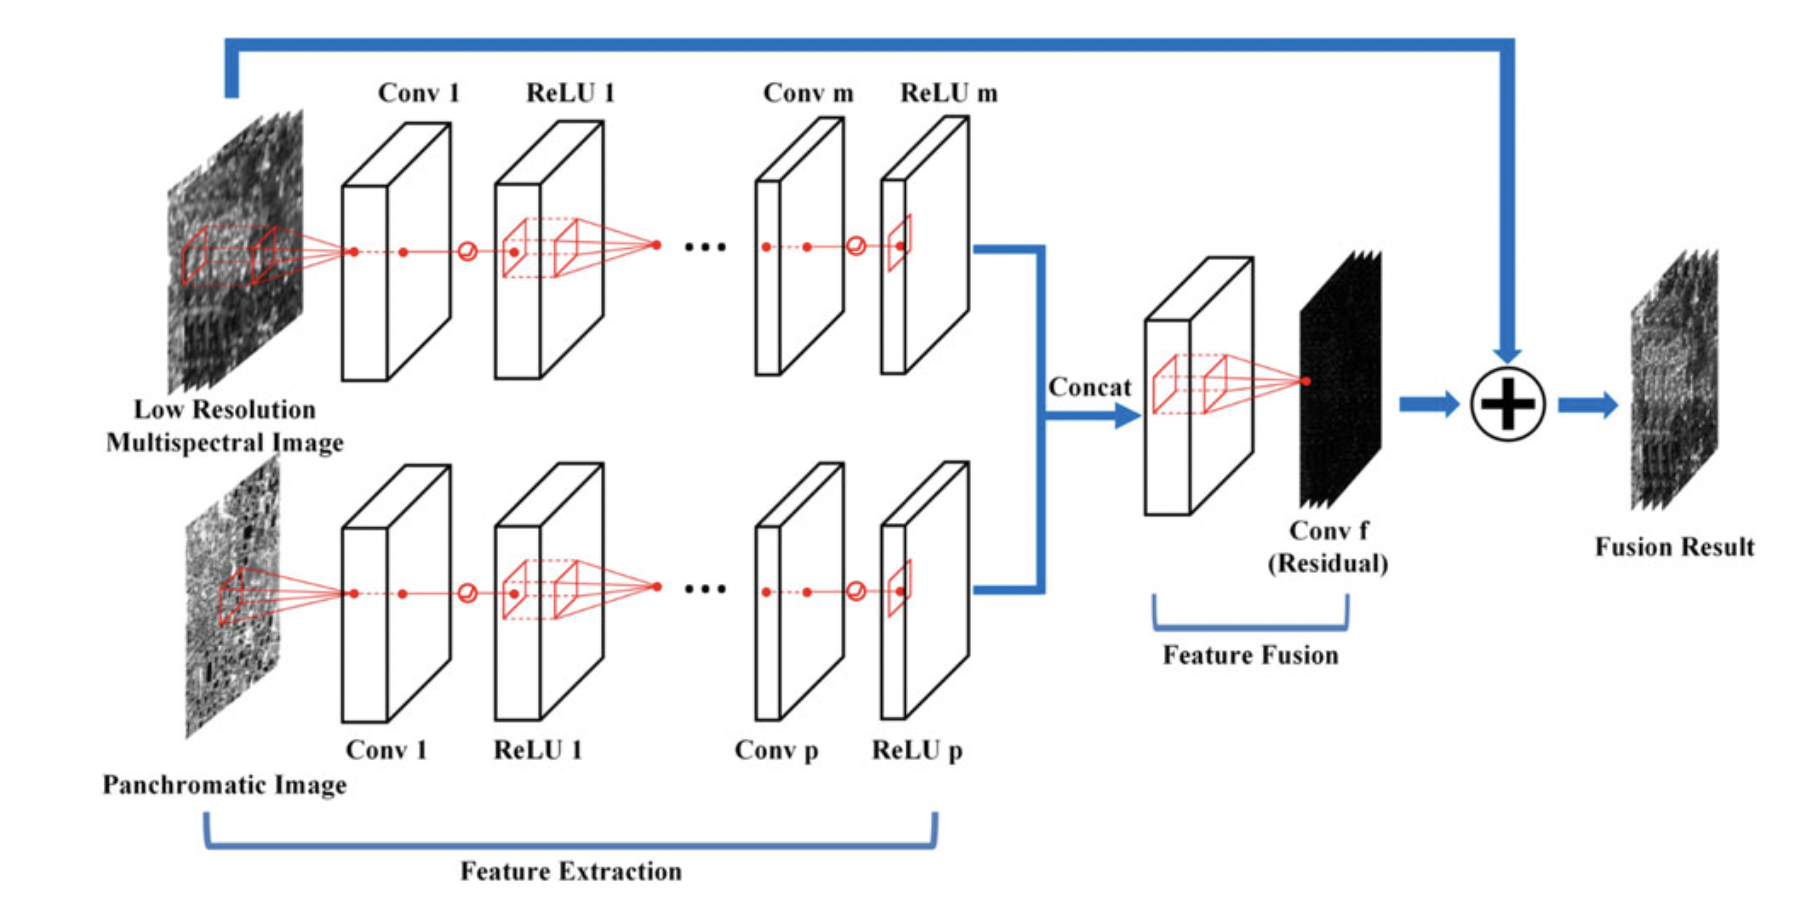 Conv 1
ReLU 1
Conv m
ReLU m
Low Resolution
Multispectral Image
Concat
Conv f
(Residual)
Fusion Result
Feature Fusion
Conv 1
ReLU 1
Conv p
ReLU p
Panchromatic Image
Feature Extraction